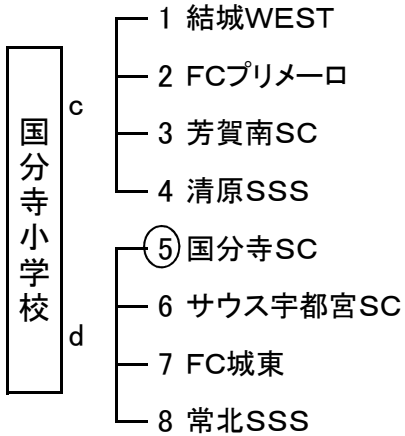 国分寺小学校
c
1 結城WEST
2 FCプリメーロ
3 芳賀南SC
4 清原SSS
d
5 国分寺SC
6 サウス宇都宮SC
7 FC城東
8 常北SSS